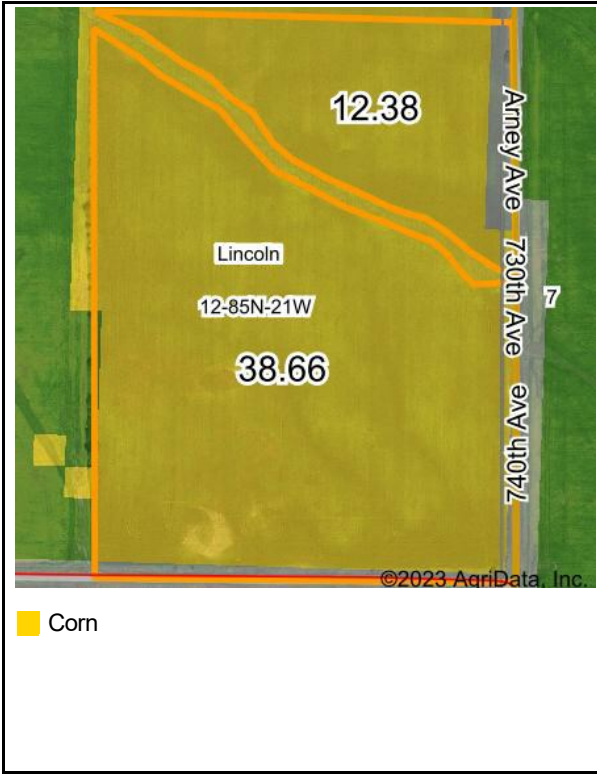 12.38
Arney Ave
Lincoln
730th Ave
12-85N-21W
7
38.66
740th Ave
©2023 AgriData, Inc.
Corn